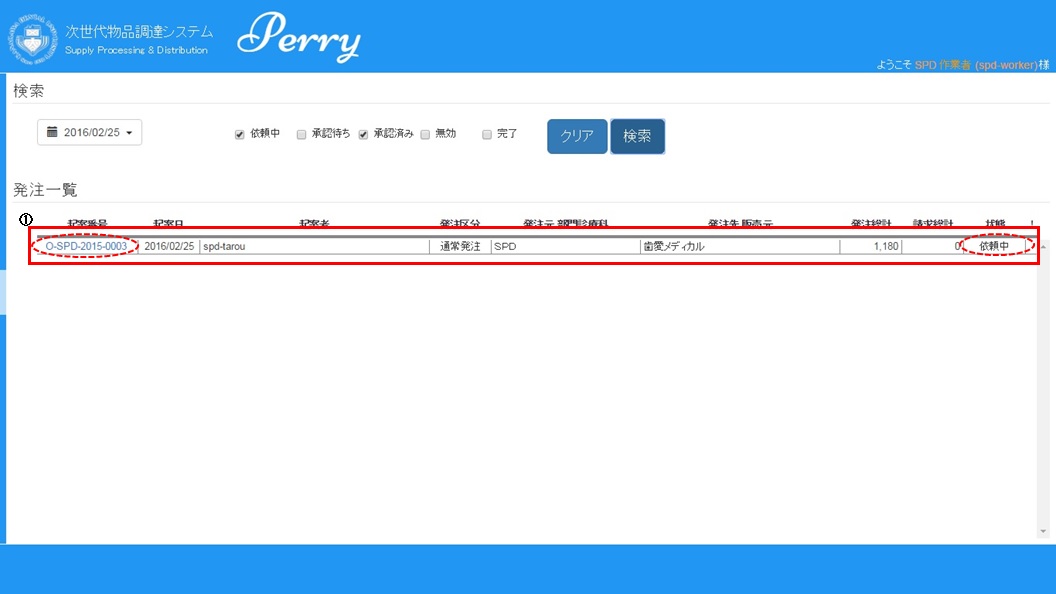 次世代物品調達システム
Supply Processing & Distribution
Perry
ようこそ SPD 作業者 (spd-worker)様
検索
2016/02/25 依頼中 承認待ち 承認済み 無効 完了 クリア 検索
発注一覧
①
起案番号 起案日 起案者 発注区分 発注元 部門診療科 発注先 販売元 発注総計 請求総計 状態 !
O-SPD-2015-0003 2016/02/25 spd-tarou 通常発注 SPD 歯愛メディカル 1,180 0 依頼中